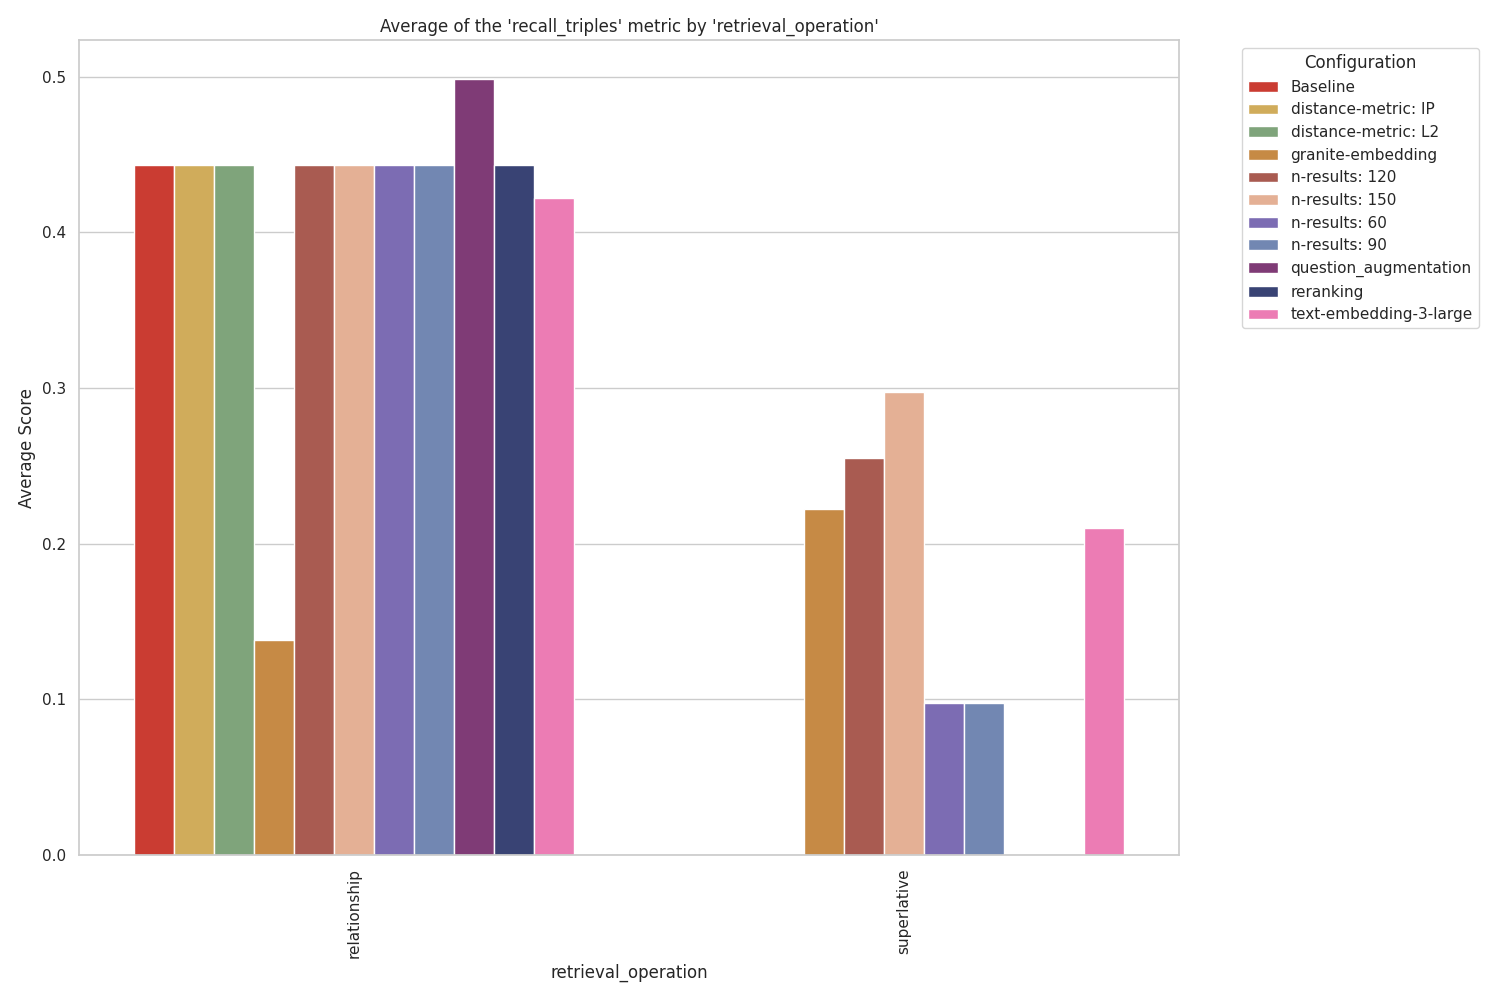 Average of the 'recall_triples' metric by 'retrieval_operation'
Configuration
Baseline
distance-metric: IP
distance-metric: L2
granite-embedding
n-results: 120
n-results: 150
n-results: 60
n-results: 90
question_augmentation
reranking
text-embedding-3-large
Average Score
0.5
0.4
0.3
0.2
0.1
0.0
relationship
superlative
retrieval_operation